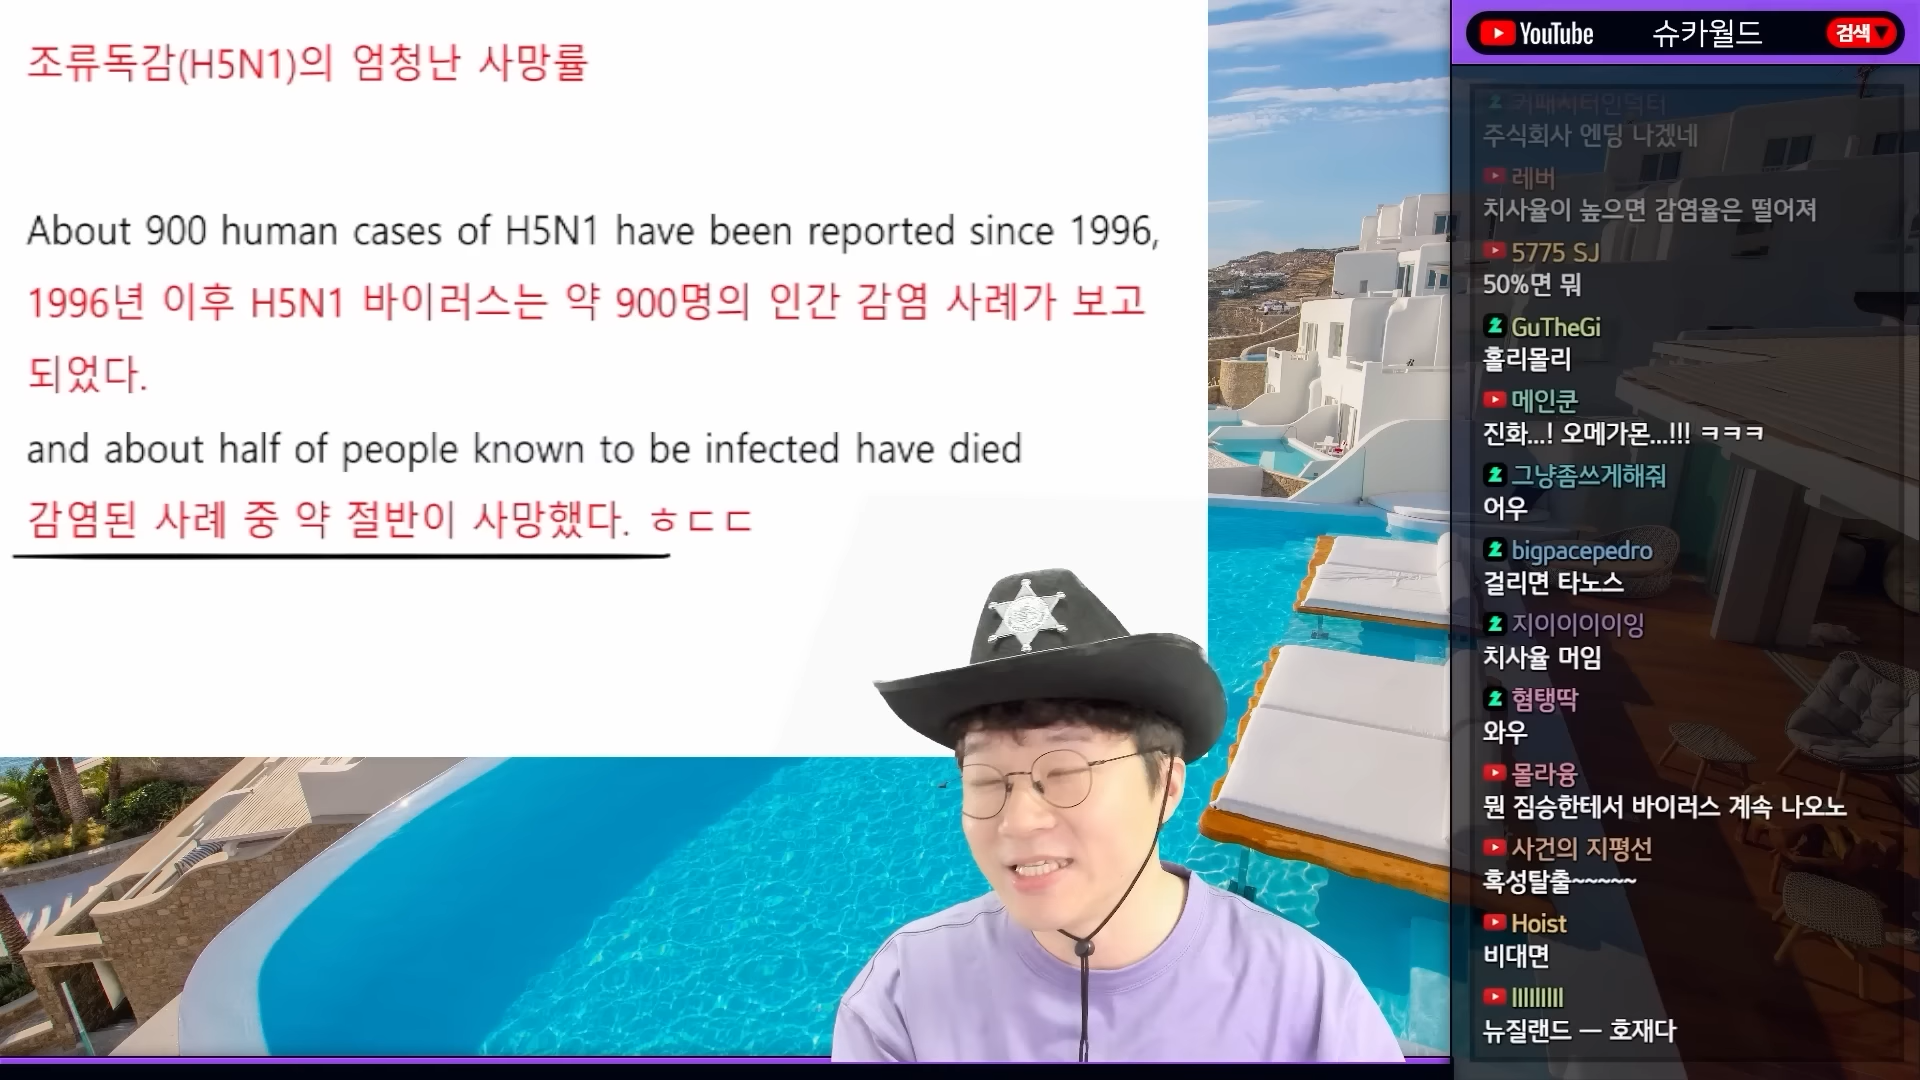 조류독감(H5N1)의 엄청난 사망률
About 900 human cases of H5N1 have been reported since 1996,
1996년 이후 H5N1 바이러스는 약 900명의 인간 감염 사례가 보고
되었다.
and about half of people known to be infected have died
감염된 사례 중 약 절반이 사망했다. ㅎㄷㄷ
YouTube 슈카월드 검색
주식회사 엔딩 나겠네
레버
치사율이 높으면 감염율은 떨어져
5775 SJ
50%면 뭐
GuTheGi
홀리몰리
메인쿤
진화...! 오메가몬...!!! ㅋㅋㅋ
그냥좀쓰게해줘
어우
bigpacepedro
걸리면 타노스
지이이이이잉
치사율 머임
혐탱딱
와우
몰라융
뭔 짐승한테서 바이러스 계속 나오노
사건의 지평선
혹성탈출~~~~~
Hoist
비대면
lllllllll
뉴질랜드 — 호재다